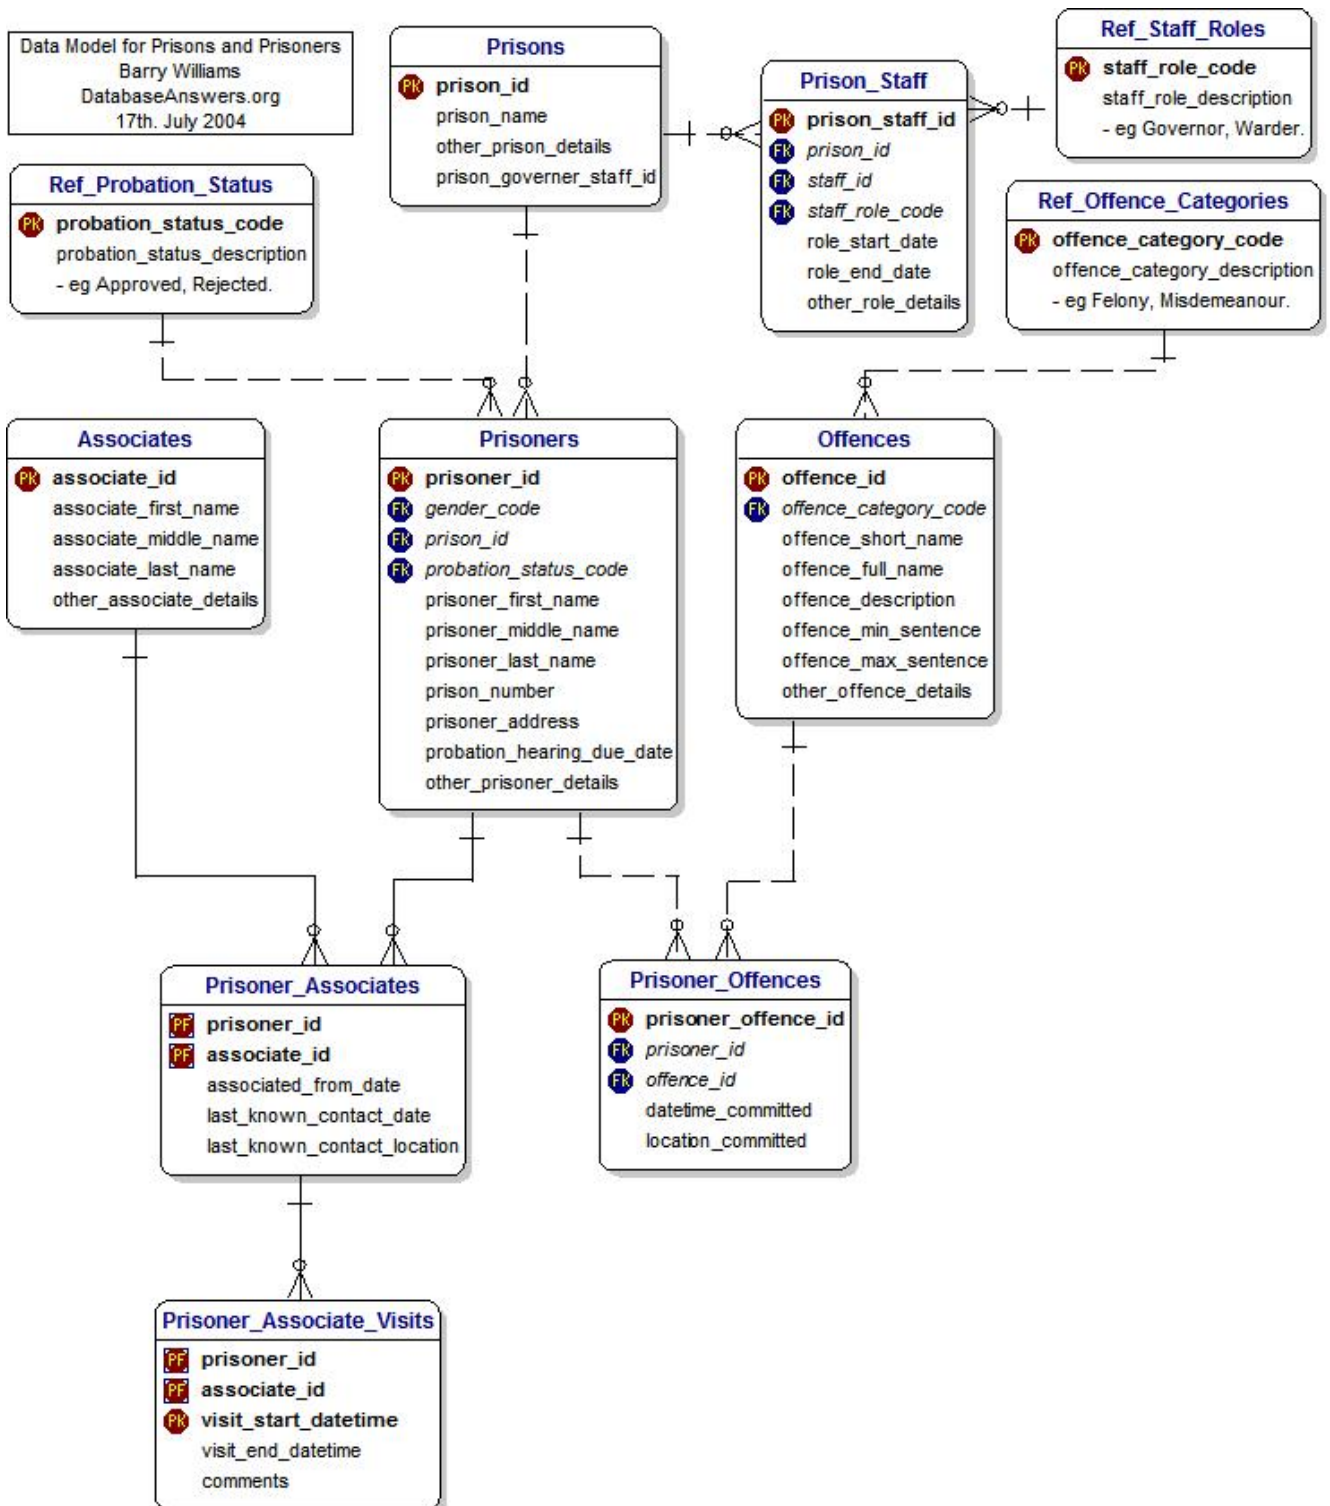 Data Model for Prisons and Prisoners
Barry Williams
DatabaseAnswers.org
17th. July 2004
Prisons
PK prison_id
prison_name
other_prison_details
prison_governer_staff_id
Prison_Staff
PK prison_staff_id
FK prison_id
FK staff_id
FK staff_role_code
role_start_date
role_end_date
other_role_details
Ref_Staff_Roles
PK staff_role_code
staff_role_description
- eg Governor, Warder.
Ref_Probation_Status
PK probation_status_code
probation_status_description
- eg Approved, Rejected.
Ref_Offence_Categories
PK offence_category_code
offence_category_description
- eg Felony, Misdemeanour.
Associates
PK associate_id
associate_first_name
associate_middle_name
associate_last_name
other_associate_details
Prisoners
PK prisoner_id
FK gender_code
FK prison_id
FK probation_status_code
prisoner_first_name
prisoner_middle_name
prisoner_last_name
prison_number
prisoner_address
probation_hearing_due_date
other_prisoner_details
Offences
PK offence_id
FK offence_category_code
offence_short_name
offence_full_name
offence_description
offence_min_sentence
offence_max_sentence
other_offence_details
Prisoner_Associates
PF prisoner_id
PF associate_id
associated_from_date
last_known_contact_date
last_known_contact_location
Prisoner_Offences
PK prisoner_offence_id
FK prisoner_id
FK offence_id
datetime_committed
location_committed
Prisoner_Associate_Visits
PF prisoner_id
PF associate_id
PK visit_start_datetime
visit_end_datetime
comments